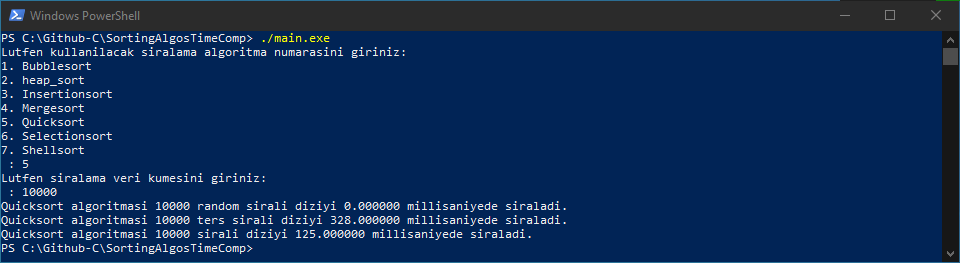 Windows PowerShell
PS C:\Github-C\SortingAlgosTimeComp> ./main.exe
Lutfen kullanilacak siralama algoritma numarasini giriniz:
1. Bubblesort
2. heap_sort
3. Insertionsort
4. Mergesort
5. Quicksort
6. Selectionsort
7. Shellsort
 : 5
Lutfen siralama veri kumesini giriniz:
 : 10000
Quicksort algoritmasi 10000 random sirali diziyi 0.000000 millisaniyede siraladi.
Quicksort algoritmasi 10000 ters sirali diziyi 328.000000 millisaniyede siraladi.
Quicksort algoritmasi 10000 sirali diziyi 125.000000 millisaniyede siraladi.
PS C:\Github-C\SortingAlgosTimeComp>